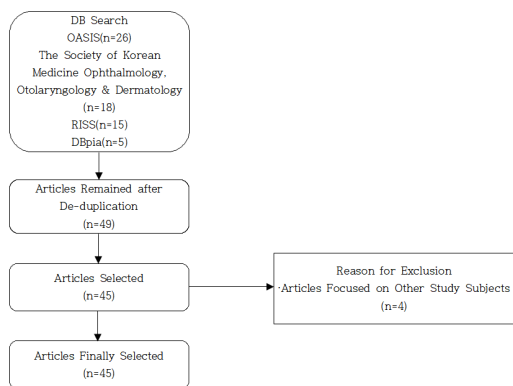 DB Search
OASIS(n=26)
The Society of Korean
Medicine Ophthalmology,
Otolaryngology & Dermatology
(n=18)
RISS(n=15)
DBpia(n=5)
Articles Remained after
De-duplication
(n=49)
Articles Selected
(n=45)
Reason for Exclusion
·Articles Focused on Other Study Subjects
(n=4)
Articles Finally Selected
(n=45)